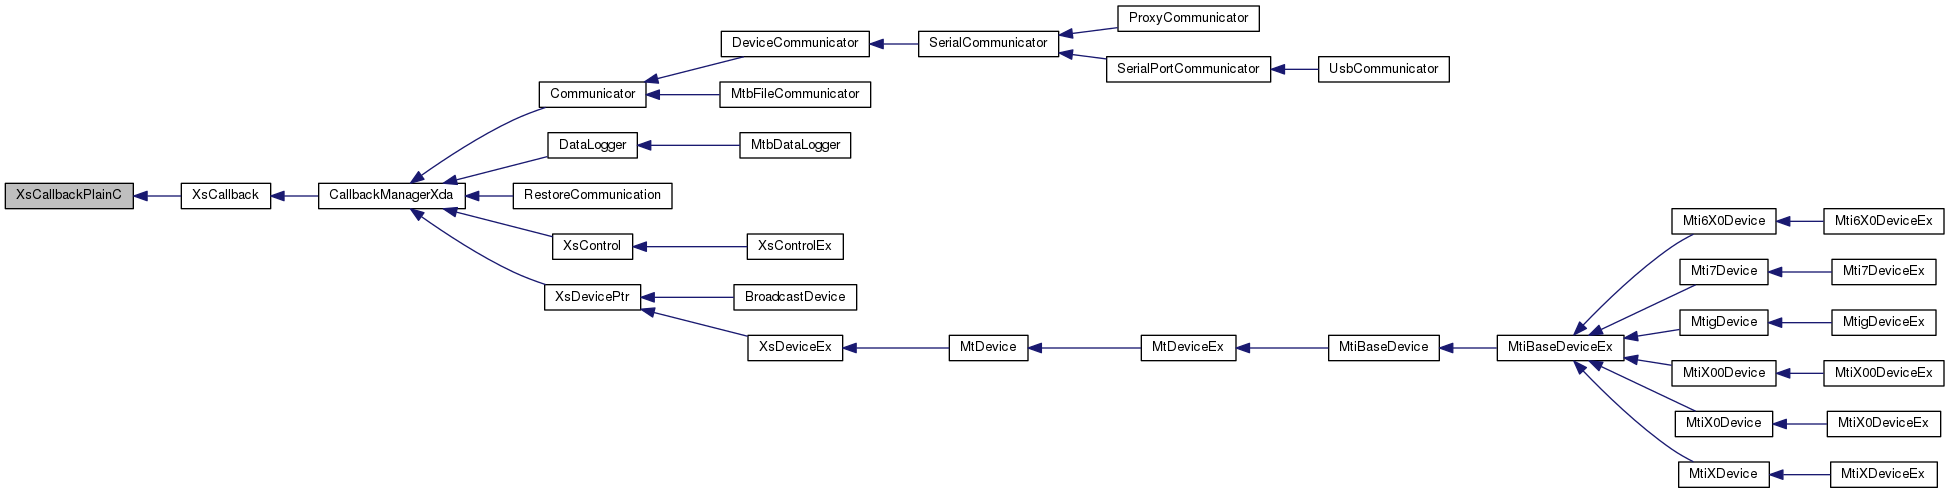 ProxyCommunicator
DeviceCommunicator
SerialCommunicator
SerialPortCommunicator
UsbCommunicator
Communicator
MtbFileCommunicator
DataLogger
MtbDataLogger
XsCallbackPlainC
XsCallback
CallbackManagerXda
RestoreCommunication
Mti6X0Device
Mti6X0DeviceEx
XsControl
XsControlEx
Mti7Device
Mti7DeviceEx
XsDevicePtr
BroadcastDevice
MtigDevice
MtigDeviceEx
XsDeviceEx
MtDevice
MtDeviceEx
MtiBaseDevice
MtiBaseDeviceEx
MtiX00Device
MtiX00DeviceEx
MtiX0Device
MtiX0DeviceEx
MtiXDevice
MtiXDeviceEx